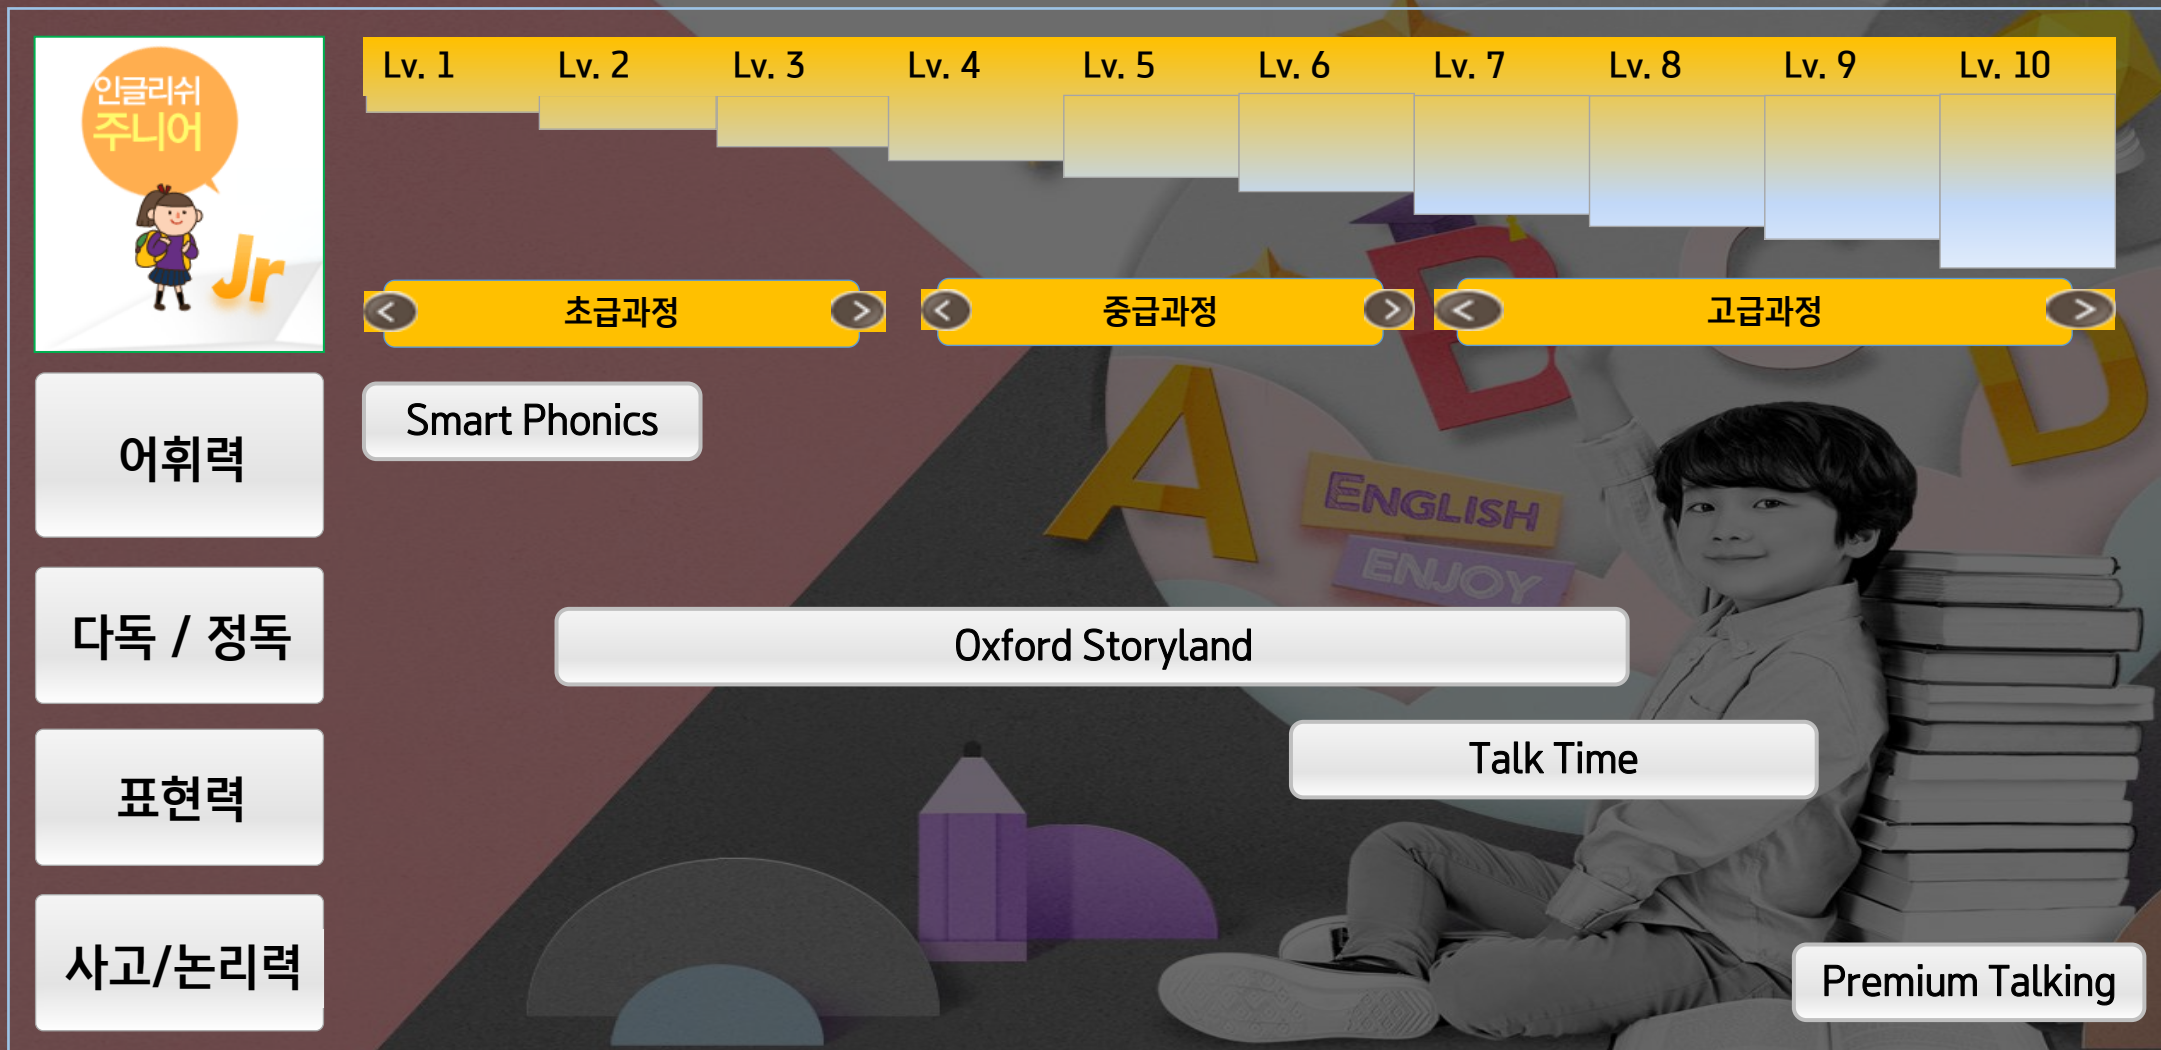 인글리쉬
주니어
Jr
Lv. 1 Lv. 2 Lv. 3 Lv. 4 Lv. 5 Lv. 6 Lv. 7 Lv. 8 Lv. 9 Lv. 10
초급과정 중급과정 고급과정
어휘력
Smart Phonics
A B C D
ENGLISH
ENJOY
다독 / 정독
Oxford Storyland
표현력
Talk Time
사고/논리력
Premium Talking